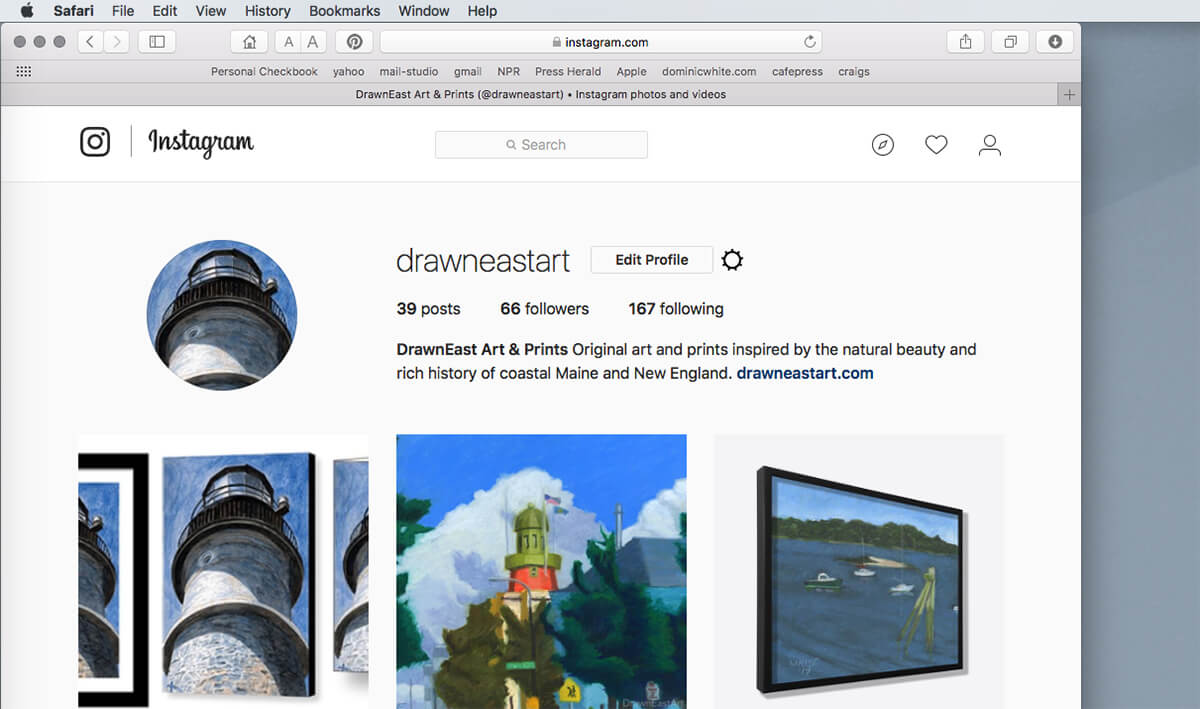 Safari File Edit View History Bookmarks Window Help
A A instagram.com
Personal Checkbook yahoo mail-studio gmail NPR Press Herald Apple dominicwhite.com cafepress craigs
DrawnEast Art & Prints (@drawneastart) • Instagram photos and videos
Instagram
Search
drawneastart
Edit Profile
39 posts 66 followers 167 following
DrawnEast Art & Prints Original art and prints inspired by the natural beauty and
rich history of coastal Maine and New England. drawneastart.com
DrawnEastArt